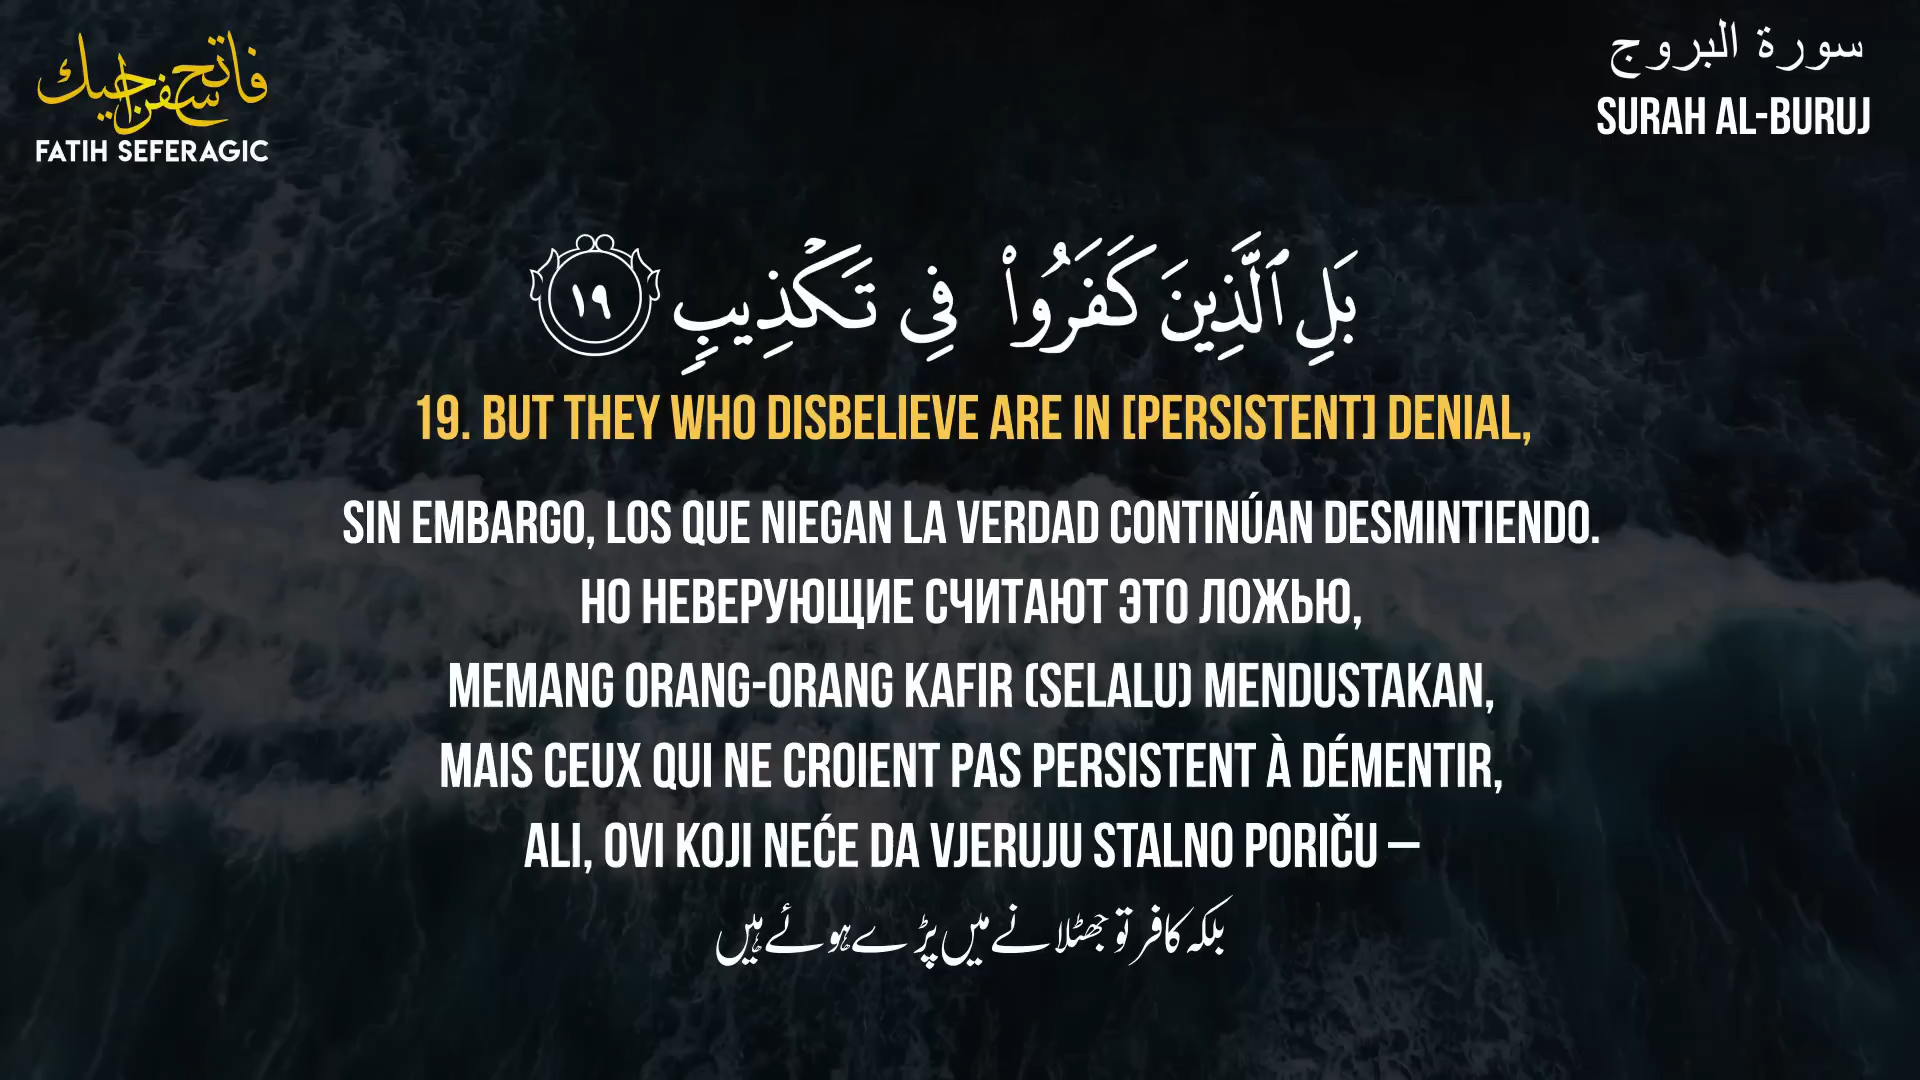 فاتح سفراجيك
FATIH SEFERAGIC
سورة البروج
SURAH AL-BURUJ
بَلِ ٱلَّذِينَ كَفَرُوا۟ فِى تَكْذِيبٍ ١٩
19. BUT THEY WHO DISBELIEVE ARE IN [PERSISTENT] DENIAL,
SIN EMBARGO, LOS QUE NIEGAN LA VERDAD CONTINÚAN DESMINTIENDO.
НО НЕВЕРУЮЩИЕ СЧИТАЮТ ЭТО ЛОЖЬЮ,
MEMANG ORANG-ORANG KAFIR (SELALU) MENDUSTAKAN,
MAIS CEUX QUI NE CROIENT PAS PERSISTENT À DÉMENTIR,
ALI, OVI KOJI NEĆE DA VJERUJU STALNO PORIČU –
بلکہ کافر تو جھٹلانے میں پڑے ہوئے ہیں